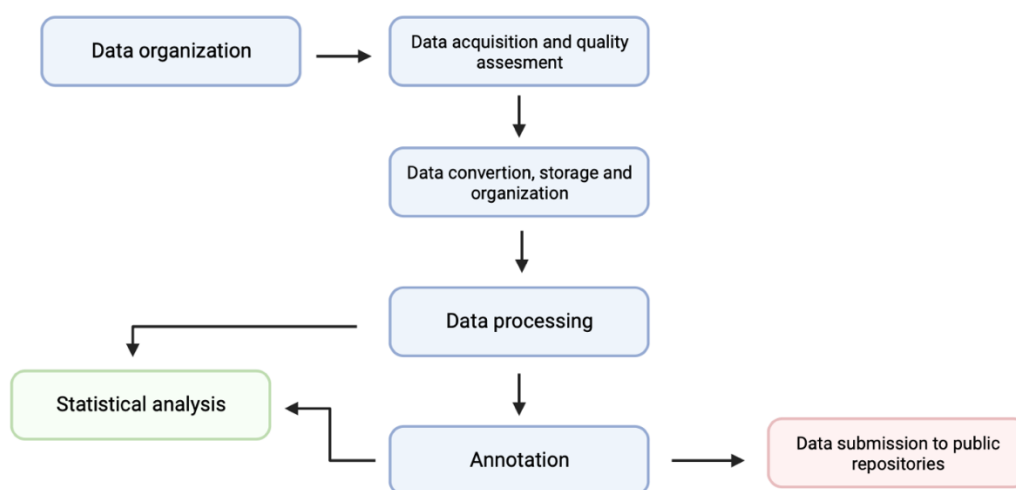 Data organization
Data acquisition and quality
assesment
Data convertion, storage and
organization
Data processing
Statistical analysis
Annotation
Data submission to public
repositories